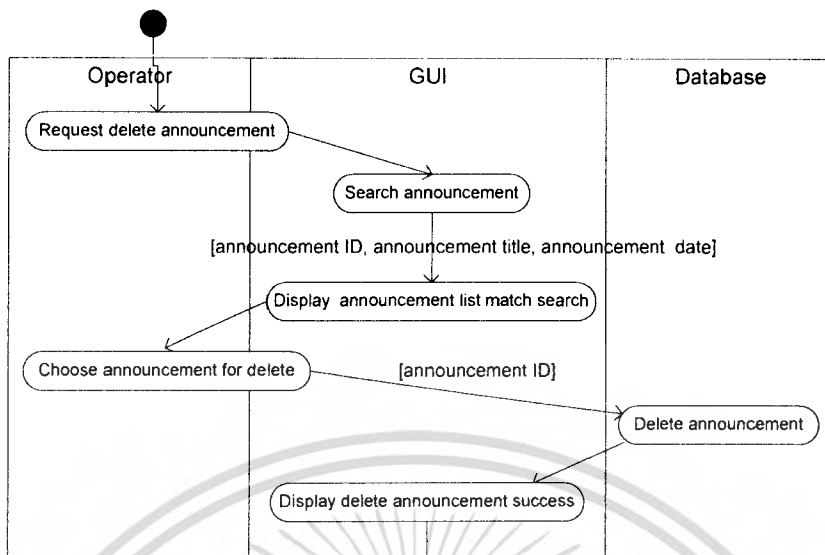 Operator
GUI
Database
Request delete announcement
Search announcement
[announcement ID, announcement title, announcement date]
Display announcement list match search
Choose announcement for delete
[announcement ID]
Delete announcement
Display delete announcement success